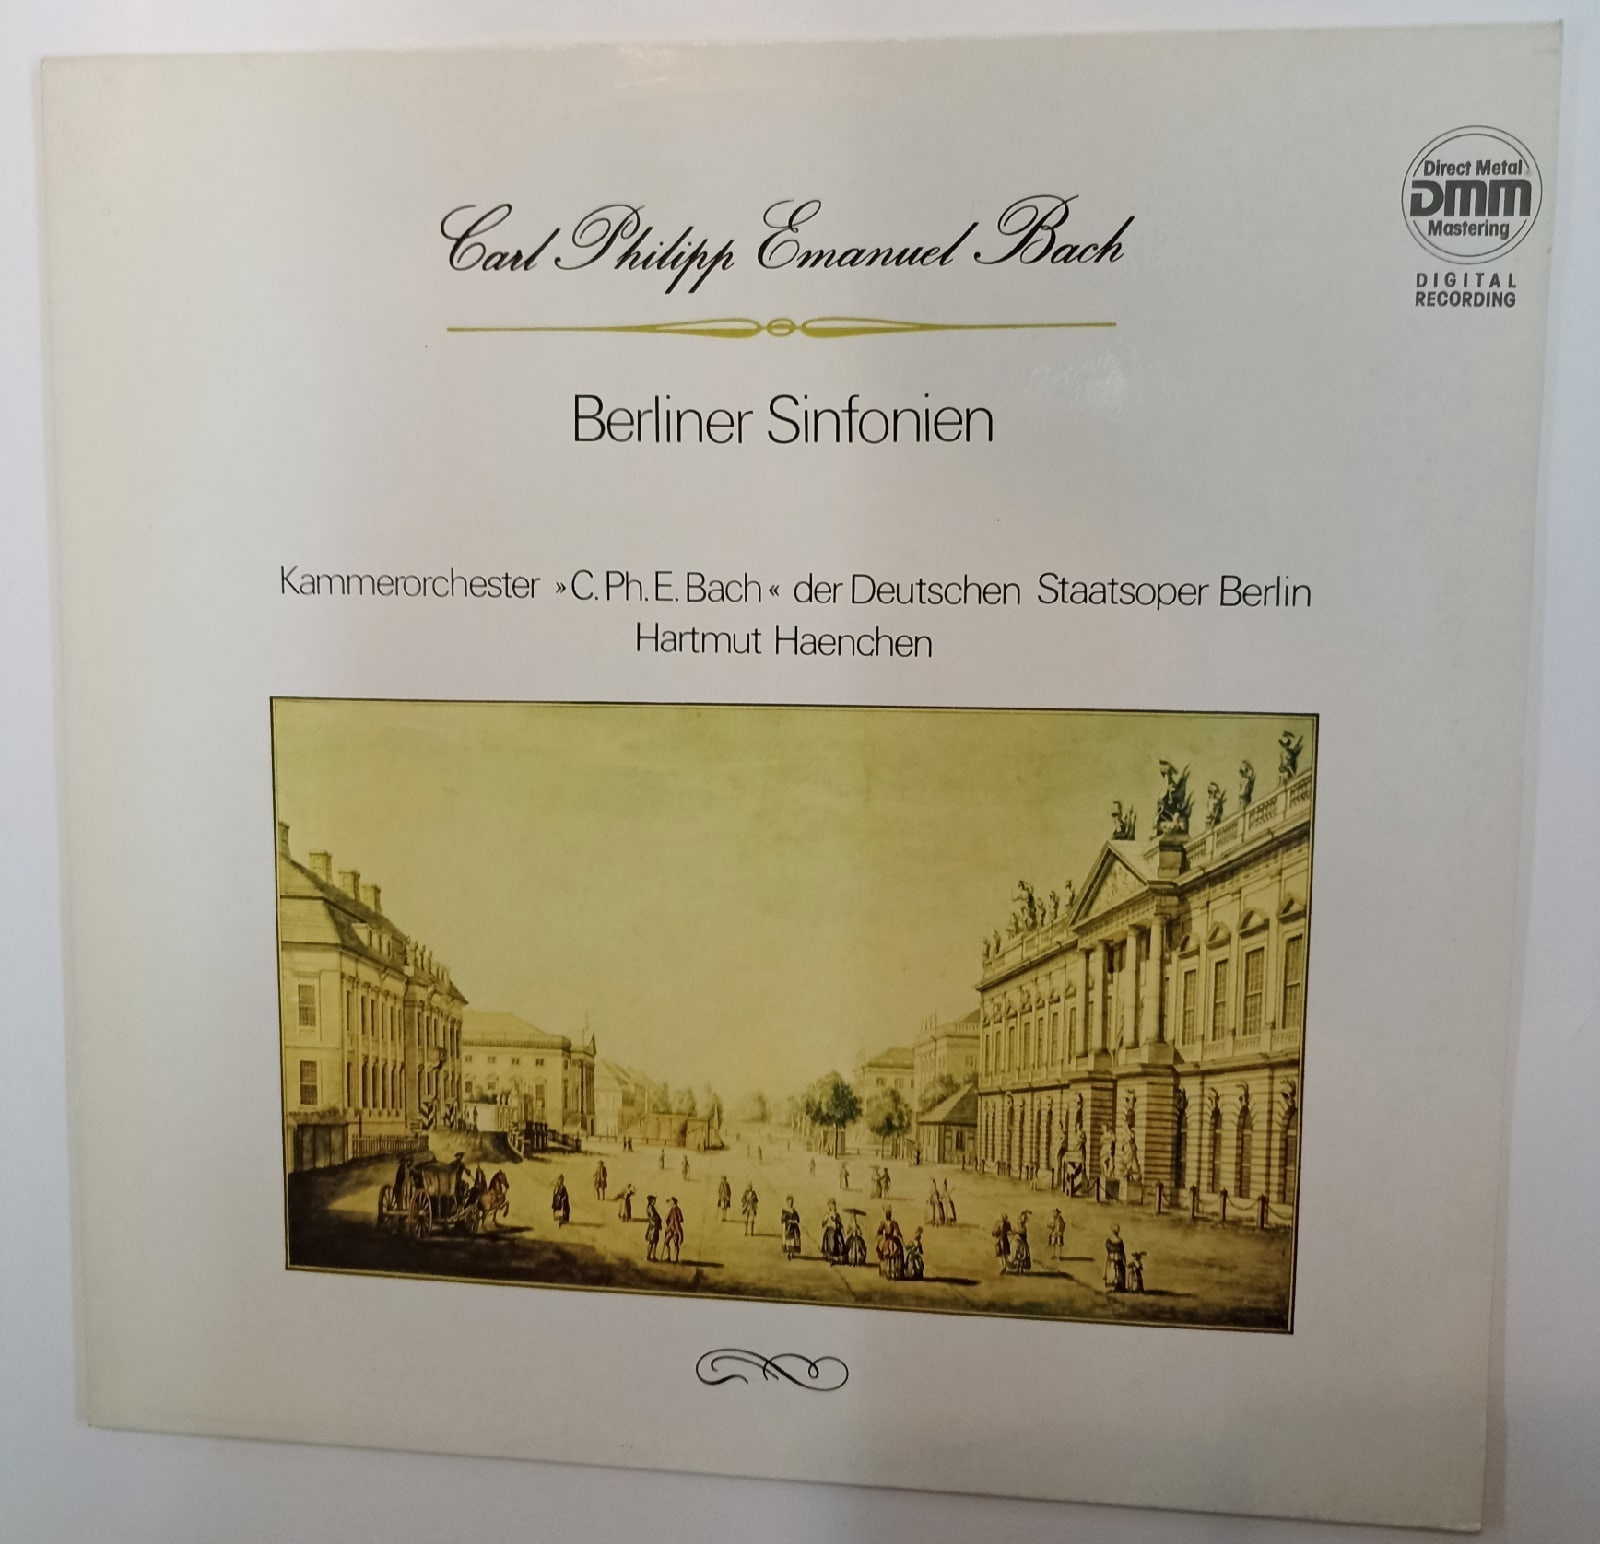 Carl Philipp Emanuel Bach
Direct Metal
DMM
Mastering
DIGITAL
RECORDING
Berliner Sinfonien
Kammerorchester »C.Ph.E. Bach« der Deutschen Staatsoper Berlin
Hartmut Haenchen